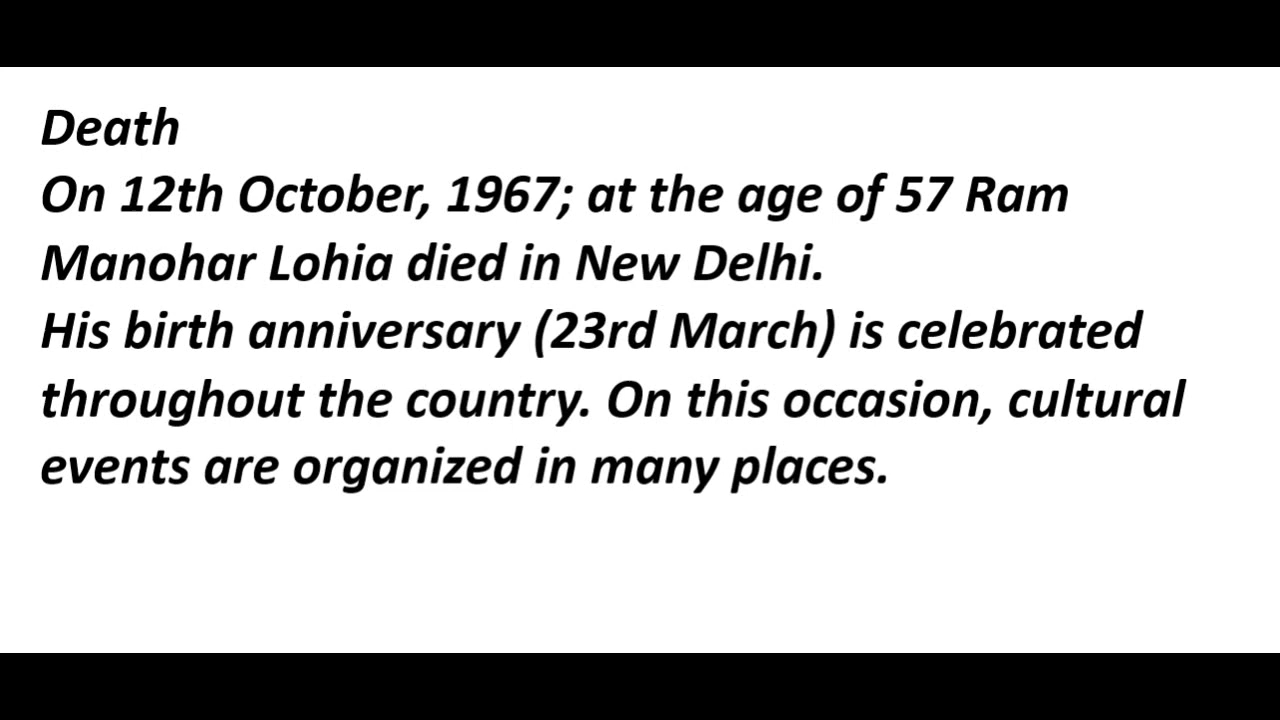 Death
On 12th October, 1967; at the age of 57 Ram
Manohar Lohia died in New Delhi.
His birth anniversary (23rd March) is celebrated
throughout the country. On this occasion, cultural
events are organized in many places.